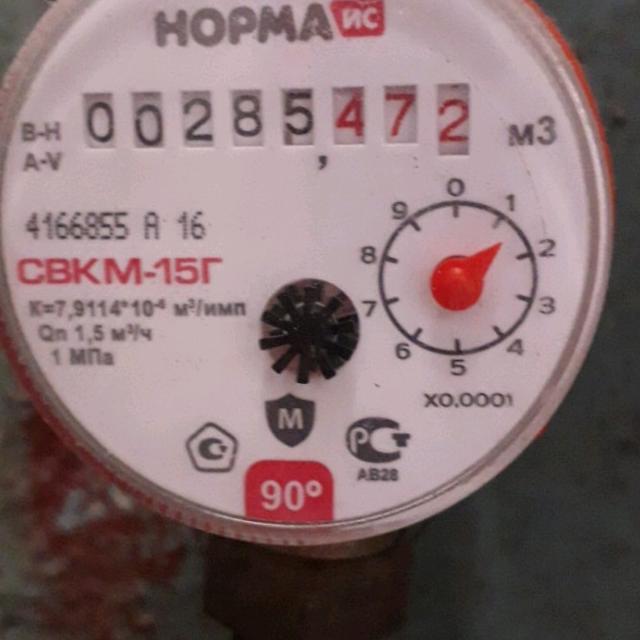 НОРМА ИС
В-Н
A-V
00285,472 м3
4166855 A 16
СВКМ-15Г
K=7,9114*10⁻⁶ м³/имп
Qn 1,5 м³/ч
1 МПа
0
1
2
3
4
5
6
7
8
9
X0.0001
М
РСТ
АВ28
90°